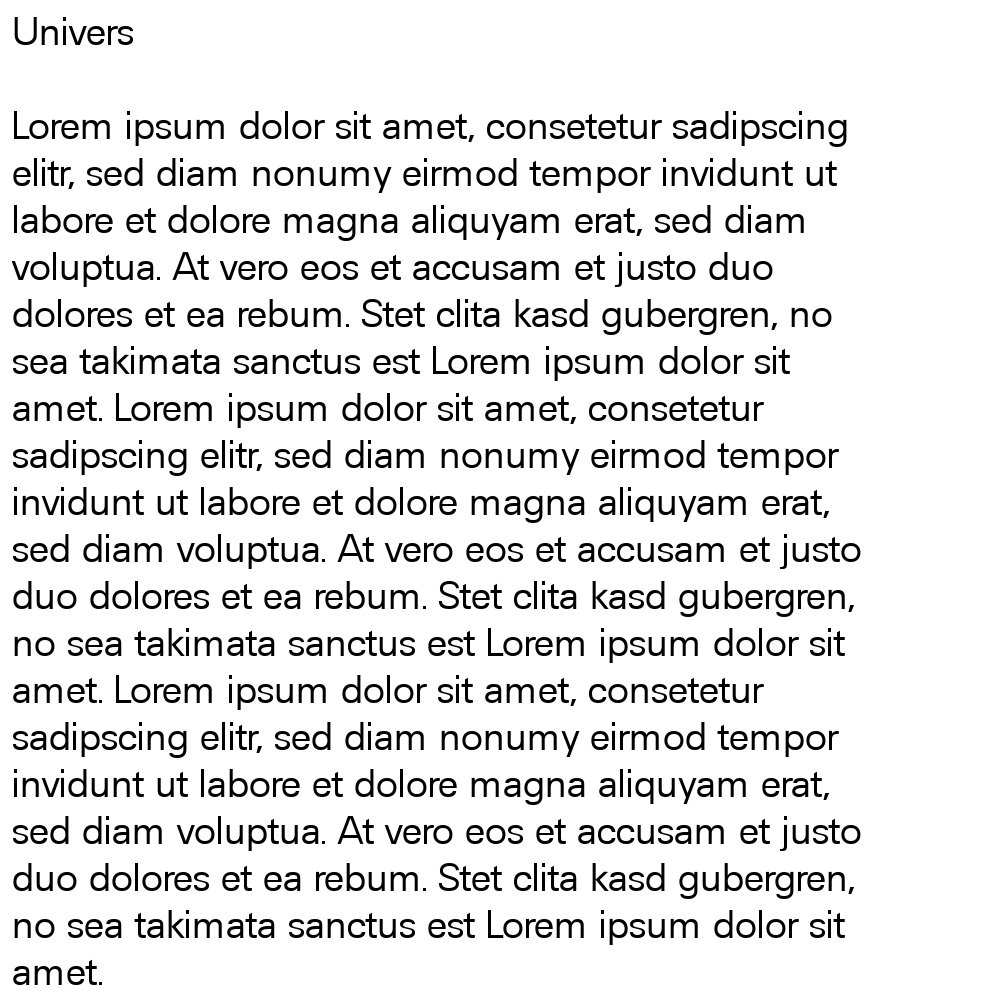 Univers
Lorem ipsum dolor sit amet, consetetur sadipscing
elitr, sed diam nonumy eirmod tempor invidunt ut
labore et dolore magna aliquyam erat, sed diam
voluptua. At vero eos et accusam et justo duo
dolores et ea rebum. Stet clita kasd gubergren, no
sea takimata sanctus est Lorem ipsum dolor sit
amet. Lorem ipsum dolor sit amet, consetetur
sadipscing elitr, sed diam nonumy eirmod tempor
invidunt ut labore et dolore magna aliquyam erat,
sed diam voluptua. At vero eos et accusam et justo
duo dolores et ea rebum. Stet clita kasd gubergren,
no sea takimata sanctus est Lorem ipsum dolor sit
amet. Lorem ipsum dolor sit amet, consetetur
sadipscing elitr, sed diam nonumy eirmod tempor
invidunt ut labore et dolore magna aliquyam erat,
sed diam voluptua. At vero eos et accusam et justo
duo dolores et ea rebum. Stet clita kasd gubergren,
no sea takimata sanctus est Lorem ipsum dolor sit
amet.